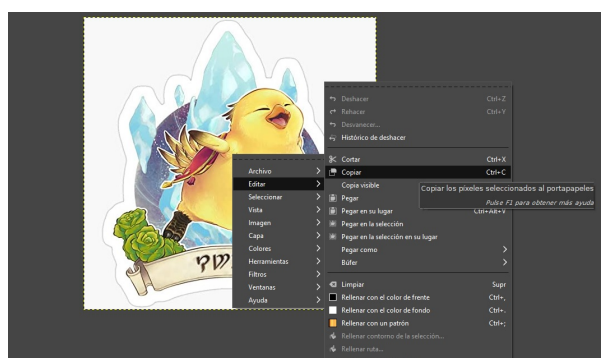 Archivo
Editar
Seleccionar
Vista
Imagen
Capa
Colores
Herramientas
Filtros
Ventanas
Ayuda
Deshacer Ctrl+Z
Rehacer Ctrl+Y
Desvanecer...
Histórico de deshacer
Cortar Ctrl+X
Copiar Ctrl+C
Copia visible
Copiar los píxeles seleccionados al portapapeles
Pulse F1 para obtener más ayuda
Pegar
Pegar en su lugar Ctrl+Alt+V
Pegar en la selección
Pegar en la selección en su lugar
Pegar como
Búfer
Limpiar Supr
Rellenar con el color de frente Ctrl+,
Rellenar con el color de fondo Ctrl+.
Rellenar con un patrón Ctrl+;
Rellenar contorno de la selección...
Rellenar ruta...